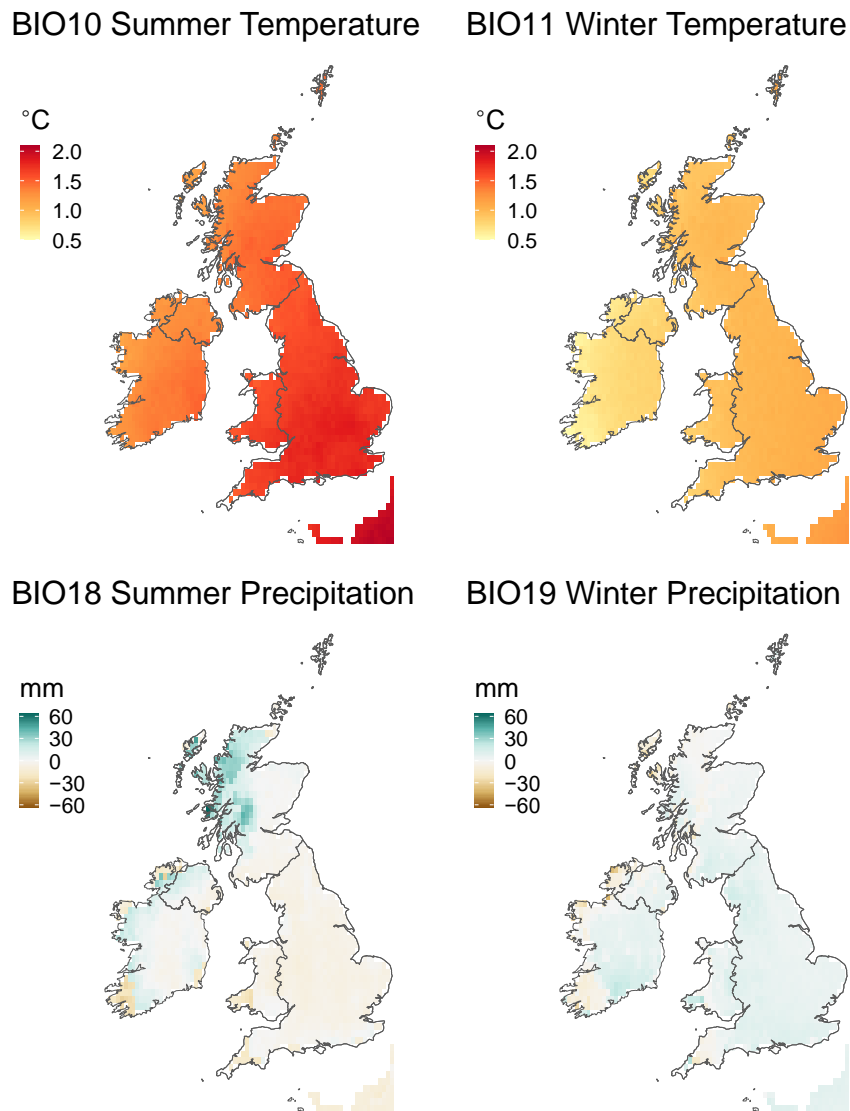 BIO10 Summer Temperature
BIO11 Winter Temperature
°C
2.0
1.5
1.0
0.5
°C
2.0
1.5
1.0
0.5
BIO18 Summer Precipitation
BIO19 Winter Precipitation
mm
60
30
0
−30
−60
mm
60
30
0
−30
−60